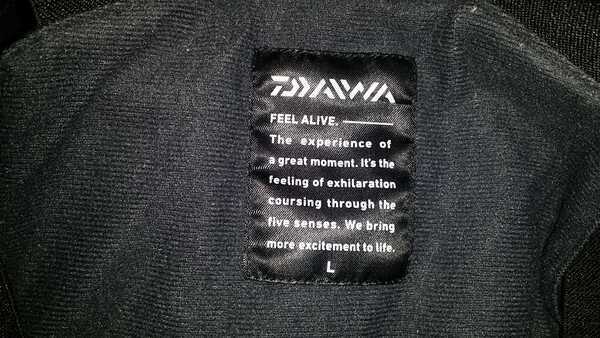 DAIWA
FEEL ALIVE.
The experience of
a great moment. It's the
feeling of exhilaration
coursing through the
five senses. We bring
more excitement to life.
L